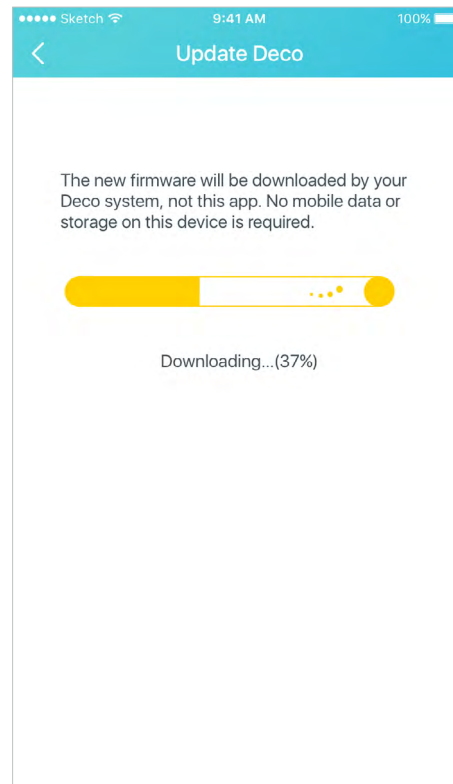 Sketch 9:41 AM 100%
Update Deco
The new firmware will be downloaded by your
Deco system, not this app. No mobile data or
storage on this device is required.
Downloading...(37%)